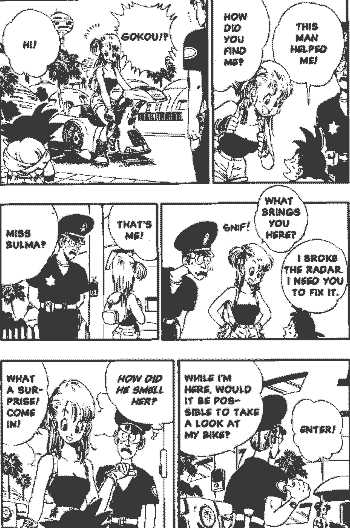 HI!
GOKOU!?
HOW
DID
YOU
FIND
ME?
THIS
MAN
HELPED
ME!
MISS
BULMA?
THAT'S
ME!
SNIF!
WHAT
BRINGS
YOU
HERE?
I BROKE
THE RADAR.
I NEED YOU
TO FIX IT.
WHAT
A SUR-
PRISE!
COME
IN!
HOW DID
HE SMELL
HER?
WHILE I'M
HERE, WOULD
IT BE POS-
SIBLE TO TAKE
A LOOK AT
MY BIKE?
ENTER!